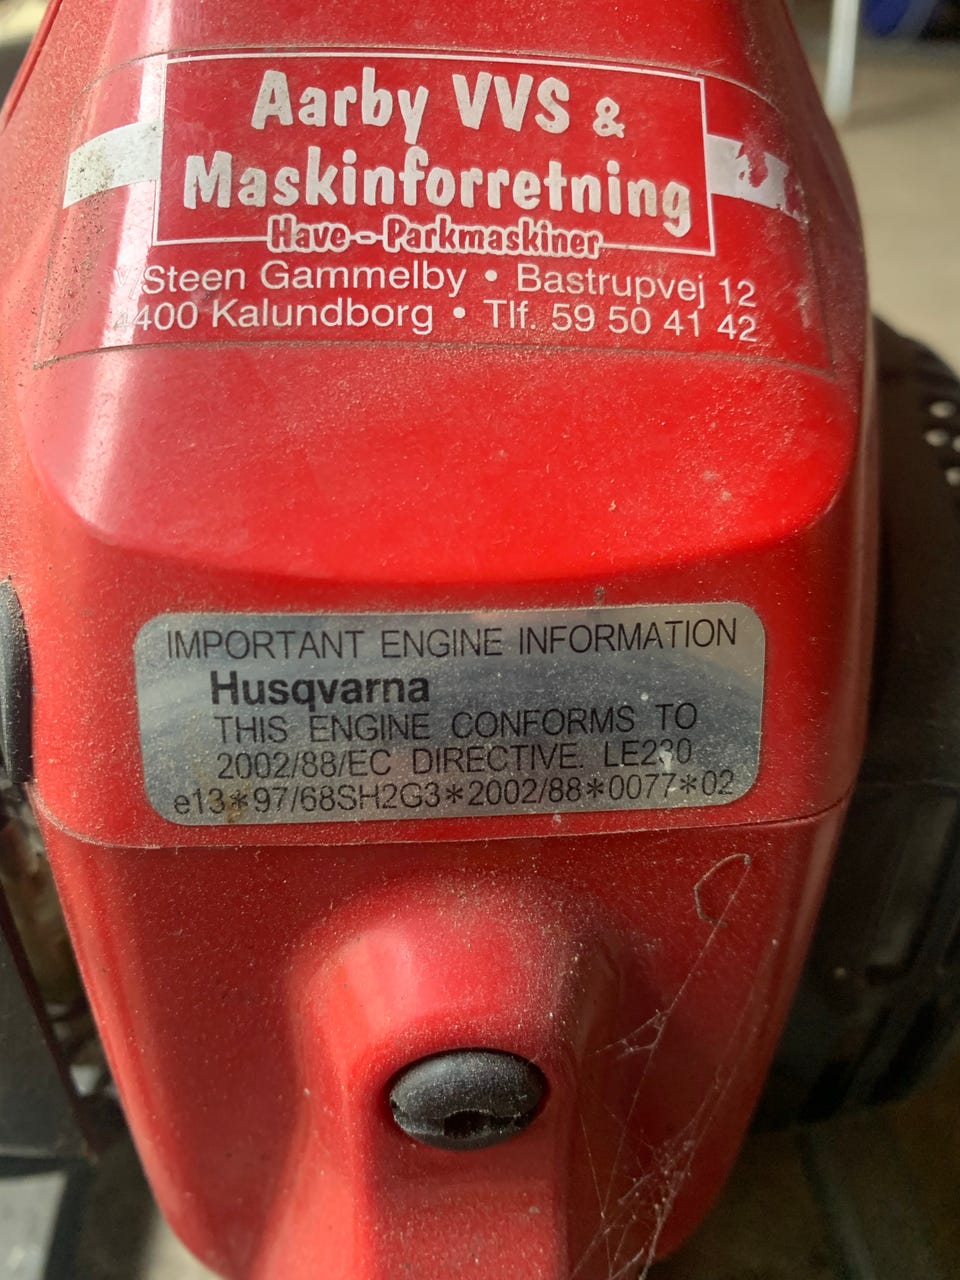 Aarby VVS &
Maskinforretning
Have - Parkmaskiner
Steen Gammelby • Bastrupvej 12
4400 Kalundborg • Tlf. 59 50 41 42
IMPORTANT ENGINE INFORMATION
Husqvarna
THIS ENGINE CONFORMS TO
2002/88/EC DIRECTIVE.
e13*97/68SH2G3*2002/88*0077*02